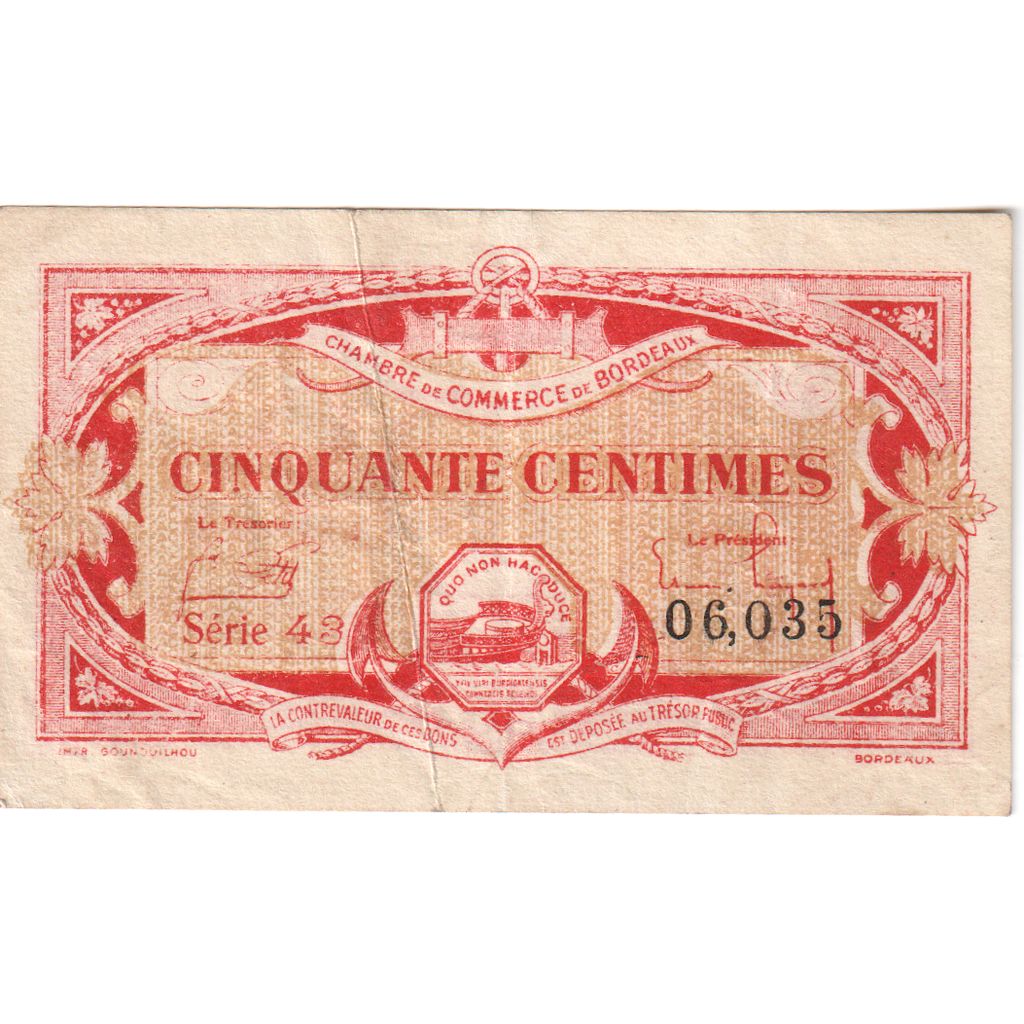 CHAMBRE DE COMMERCE DE BORDEAUX
CINQUANTE CENTIMES
Le Trésorier:
Le Président
QUO NON HAC DUCE
Série 43
06,035
LA CONTREVALEUR DE CES BONS EST DÉPOSÉE AU TRÉSOR PUBLIC
IMPR. GOUNOUILHOU
BORDEAUX